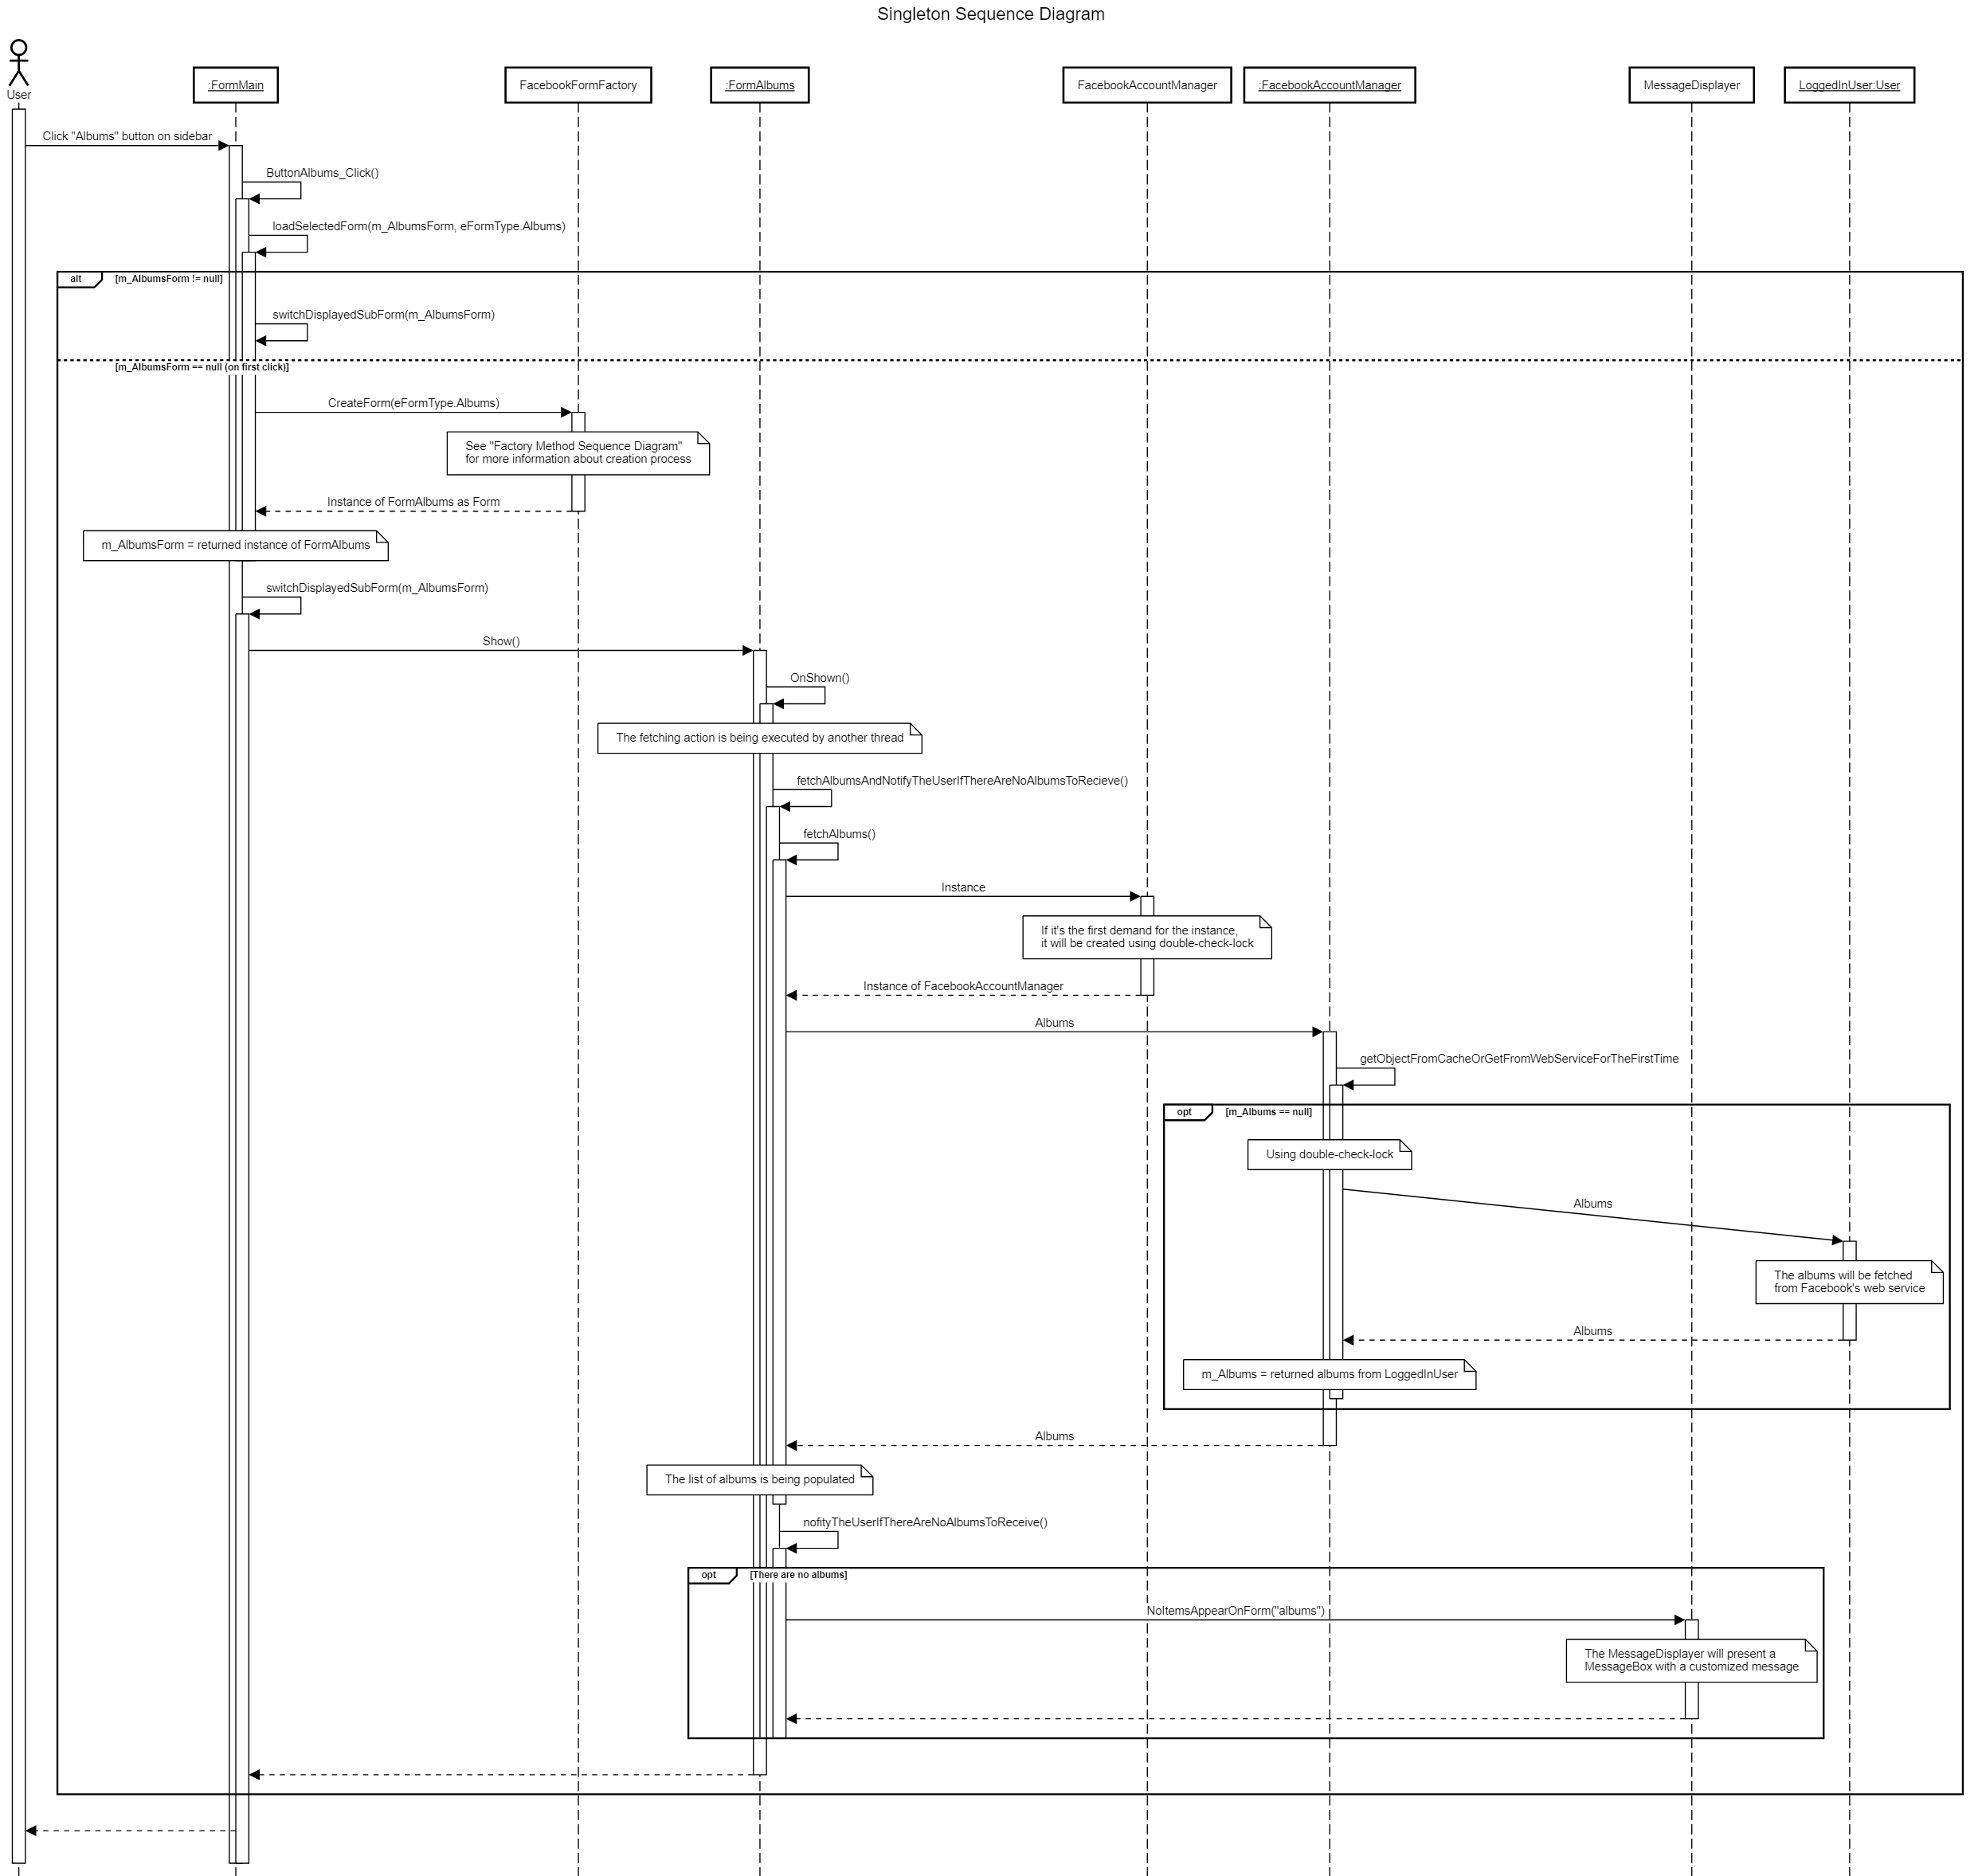 Singleton Sequence Diagram
User
:FormMain
FacebookFormFactory
:FormAlbums
FacebookAccountManager
:FacebookAccountManager
MessageDisplayer
LoggedInUser:User
Click "Albums" button on sidebar
ButtonAlbums_Click()
loadSelectedForm(m_AlbumsForm, eFormType.Albums)
alt
[m_AlbumsForm != null]
switchDisplayedSubForm(m_AlbumsForm)
[m_AlbumsForm == null (on first click)]
CreateForm(eFormType.Albums)
See "Factory Method Sequence Diagram"
for more information about creation process
Instance of FormAlbums as Form
m_AlbumsForm = returned instance of FormAlbums
switchDisplayedSubForm(m_AlbumsForm)
Show()
OnShown()
The fetching action is being executed by another thread
fetchAlbumsAndNotifyTheUserIfThereAreNoAlbumsToRecieve()
fetchAlbums()
Instance
If it's the first demand for the instance,
it will be created using double-check-lock
Instance of FacebookAccountManager
Albums
getObjectFromCacheOrGetFromWebServiceForTheFirstTime
opt
[m_Albums == null]
Using double-check-lock
Albums
The albums will be fetched
from Facebook's web service
Albums
m_Albums = returned albums from LoggedInUser
Albums
The list of albums is being populated
nofityTheUserIfThereAreNoAlbumsToReceive()
opt
[There are no albums]
NoItemsAppearOnForm("albums")
The MessageDisplayer will present a
MessageBox with a customized message